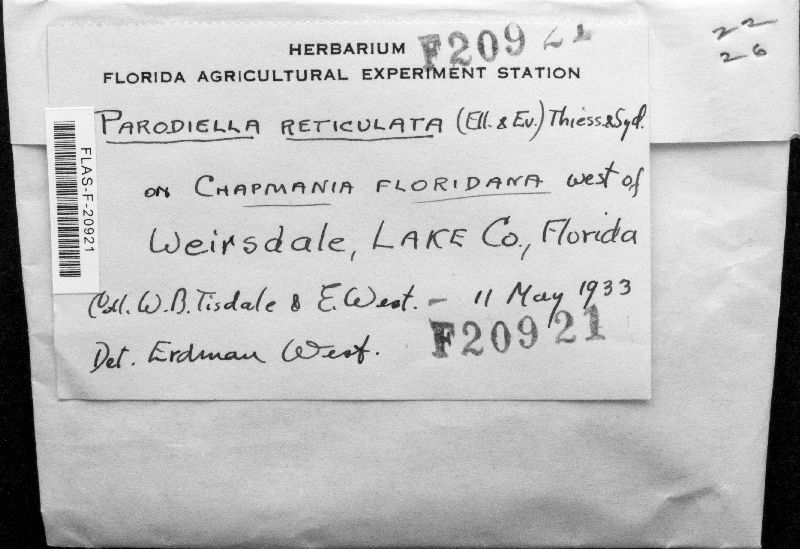 22
26
HERBARIUM F20921
FLORIDA AGRICULTURAL EXPERIMENT STATION
PARODIELLA RETICULATA (Ell. & Ev.) Thiess. & Syd.
on CHAPMANIA FLORIDANA west of
Weirsdale, LAKE Co., Florida
Coll. W. B. Tisdale & E. West. – 11 May 1933
F20921
Det. Erdman West.
FLAS-F-20921